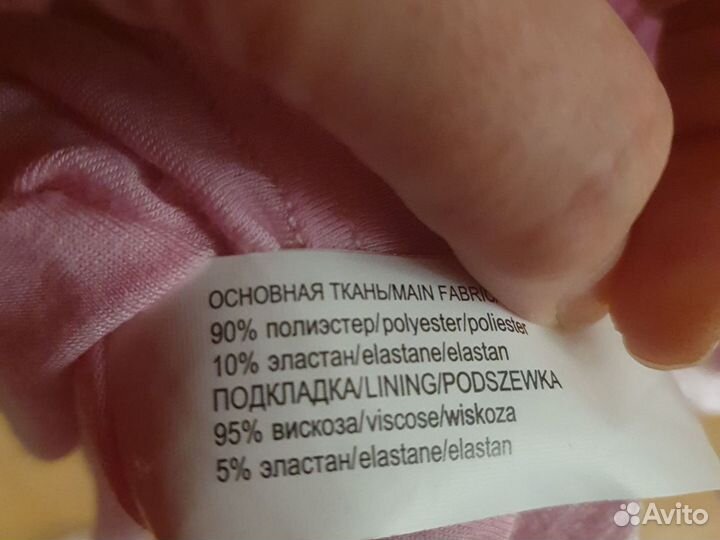 ОСНОВНАЯ ТКАНЬ/MAIN
90% полиэстер/polyester/poliester
10% эластан/elastane/elastan
ПОДКЛАДКА/LINING/PODSZEWKA
95% вискоза/viscose/wiskoza
5% эластан/elastane/elastan
Avito